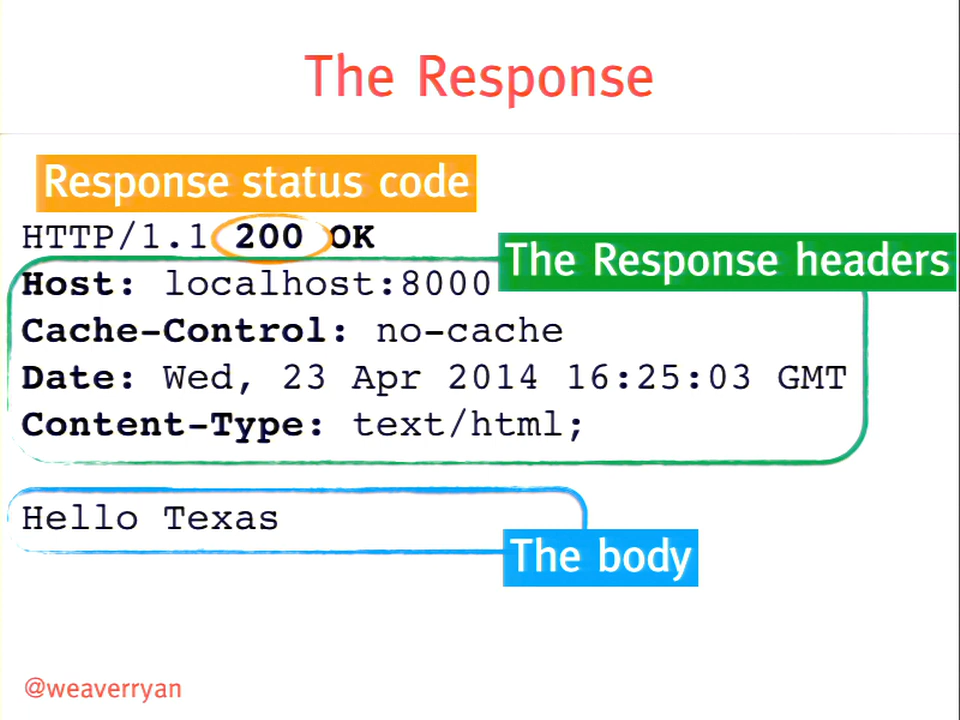 The Response
Response status code
HTTP/1.1 200 OK
The Response headers
Host: localhost:8000
Cache-Control: no-cache
Date: Wed, 23 Apr 2014 16:25:03 GMT
Content-Type: text/html;
Hello Texas
The body
@weaverryan